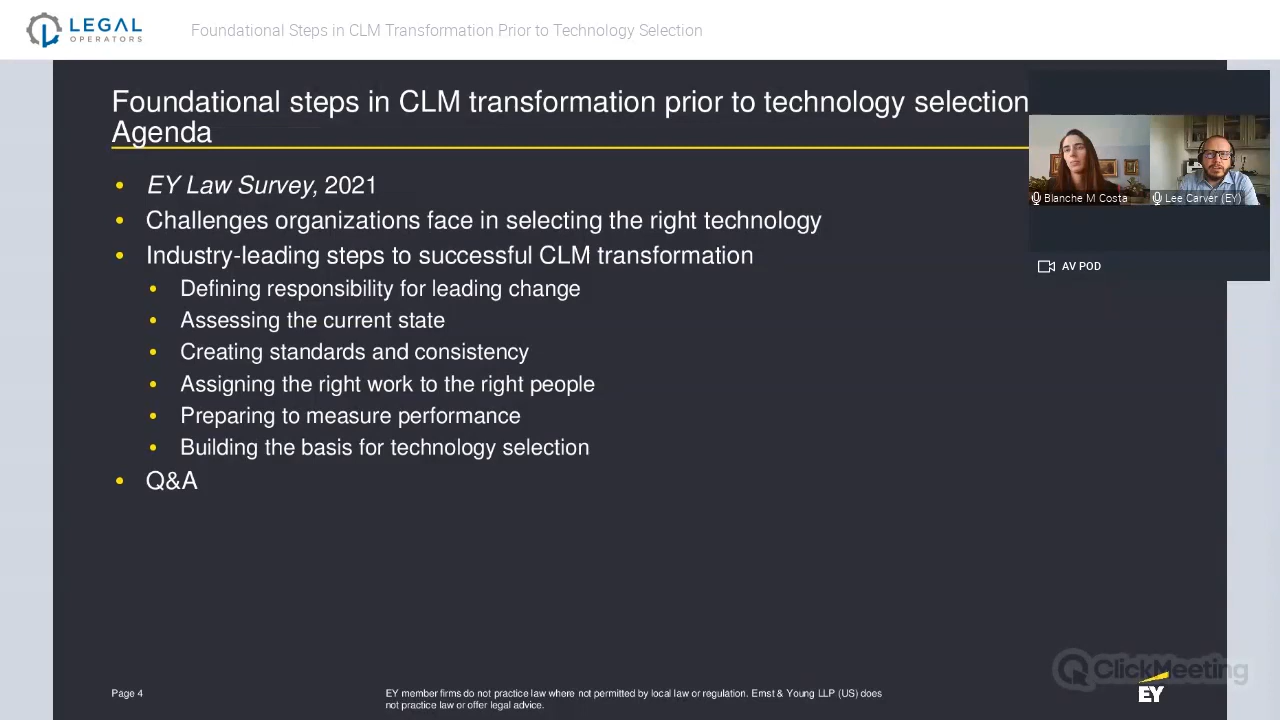 LEGAL
OPERATORS
Foundational Steps in CLM Transformation Prior to Technology Selection
Foundational steps in CLM transformation prior to technology selection
Agenda
• EY Law Survey, 2021
• Challenges organizations face in selecting the right technology
• Industry-leading steps to successful CLM transformation
• Defining responsibility for leading change
• Assessing the current state
• Creating standards and consistency
• Assigning the right work to the right people
• Preparing to measure performance
• Building the basis for technology selection
• Q&A
Blanche M Costa
Lee Carver (EY)
AV POD
Page 4
EY member firms do not practice law where not permitted by local law or regulation. Ernst & Young LLP (US) does
not practice law or offer legal advice.
ClickMeeting
EY